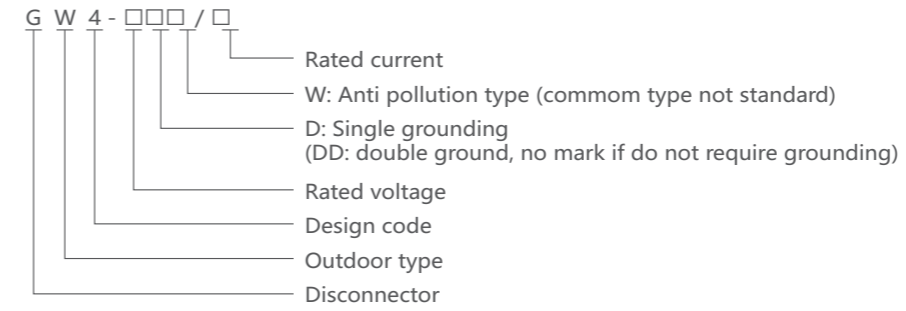 G W 4 - □□□ / □
Rated current
W: Anti pollution type (commom type not standard)
D: Single grounding
(DD: double ground, no mark if do not require grounding)
Rated voltage
Design code
Outdoor type
Disconnector